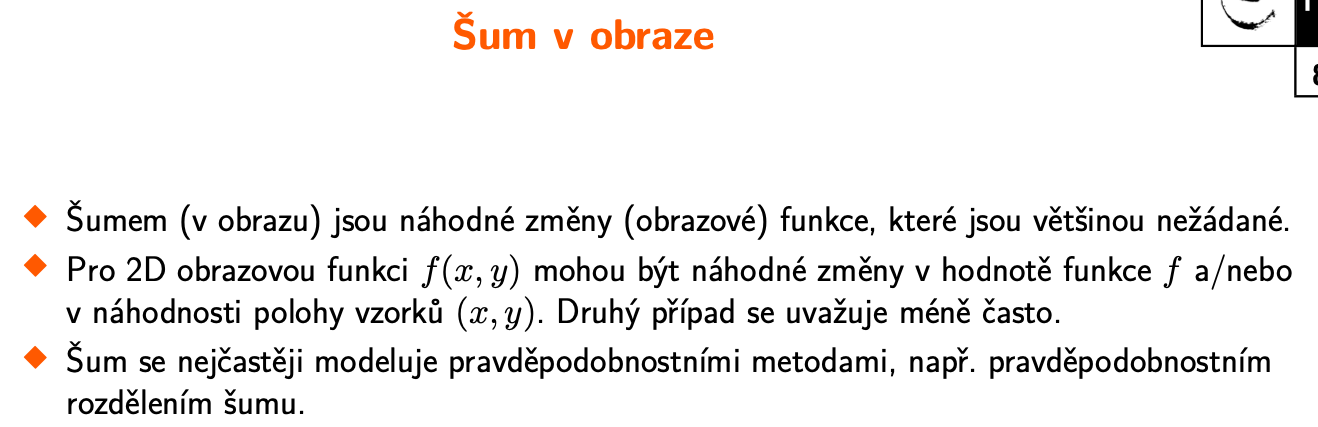 Šum v obraze
Šumem (v obrazu) jsou náhodné změny (obrazové) funkce, které jsou většinou nežádané.
Pro 2D obrazovou funkci f(x, y) mohou být náhodné změny v hodnotě funkce f a/nebo
v náhodnosti polohy vzorků (x, y). Druhý případ se uvažuje méně často.
Šum se nejčastěji modeluje pravděpodobnostními metodami, např. pravděpodobnostním
rozdělením šumu.